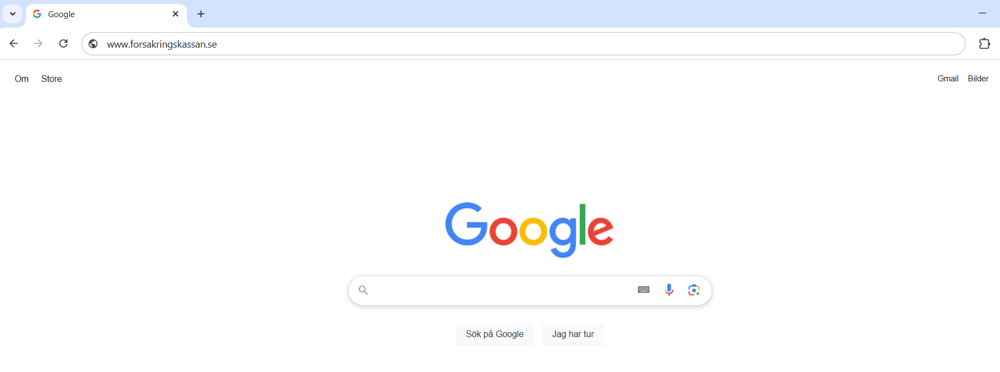 Google
www.forsakringskassan.se
Om Store Gmail Bilder
Google
Sök på Google Jag har tur